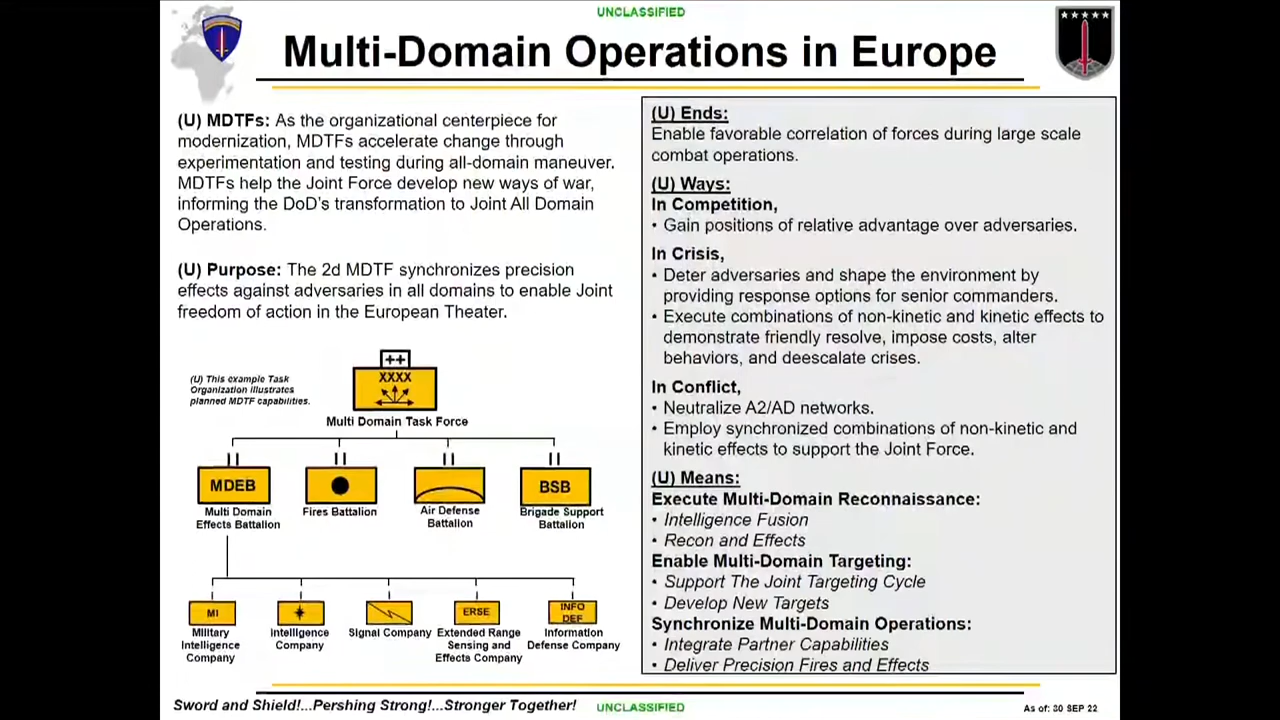 UNCLASSIFIED
Multi-Domain Operations in Europe
(U) MDTFs: As the organizational centerpiece for
modernization, MDTFs accelerate change through
experimentation and testing during all-domain maneuver.
MDTFs help the Joint Force develop new ways of war,
informing the DoD's transformation to Joint All Domain
Operations.
(U) Purpose: The 2d MDTF synchronizes precision
effects against adversaries in all domains to enable Joint
freedom of action in the European Theater.
(U) This example Task
Organization illustrates
planned MDTF capabilities.
++
XXXX
Multi Domain Task Force
II II II II
MDEB BSB
Multi Domain
Effects Battalion
Fires Battalion
Air Defense
Battalion
Brigade Support
Battalion
MI ERSE INFO
DEF
Military
Intelligence
Company
Intelligence
Company
Signal Company
Extended Range
Sensing and
Effects Company
Information
Defense Company
(U) Ends:
Enable favorable correlation of forces during large scale
combat operations.
(U) Ways:
In Competition,
• Gain positions of relative advantage over adversaries.
In Crisis,
• Deter adversaries and shape the environment by
providing response options for senior commanders.
• Execute combinations of non-kinetic and kinetic effects to
demonstrate friendly resolve, impose costs, alter
behaviors, and deescalate crises.
In Conflict,
• Neutralize A2/AD networks.
• Employ synchronized combinations of non-kinetic and
kinetic effects to support the Joint Force.
(U) Means:
Execute Multi-Domain Reconnaissance:
• Intelligence Fusion
• Recon and Effects
Enable Multi-Domain Targeting:
• Support The Joint Targeting Cycle
• Develop New Targets
Synchronize Multi-Domain Operations:
• Integrate Partner Capabilities
• Deliver Precision Fires and Effects
Sword and Shield!...Pershing Strong!...Stronger Together!
UNCLASSIFIED
As of: 30 SEP 22